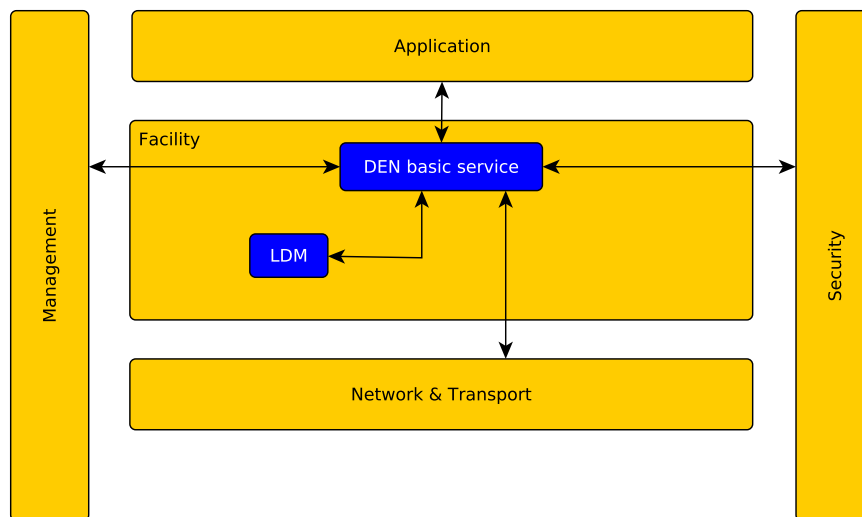 Application
Facility
DEN basic service
LDM
Management
Security
Network & Transport